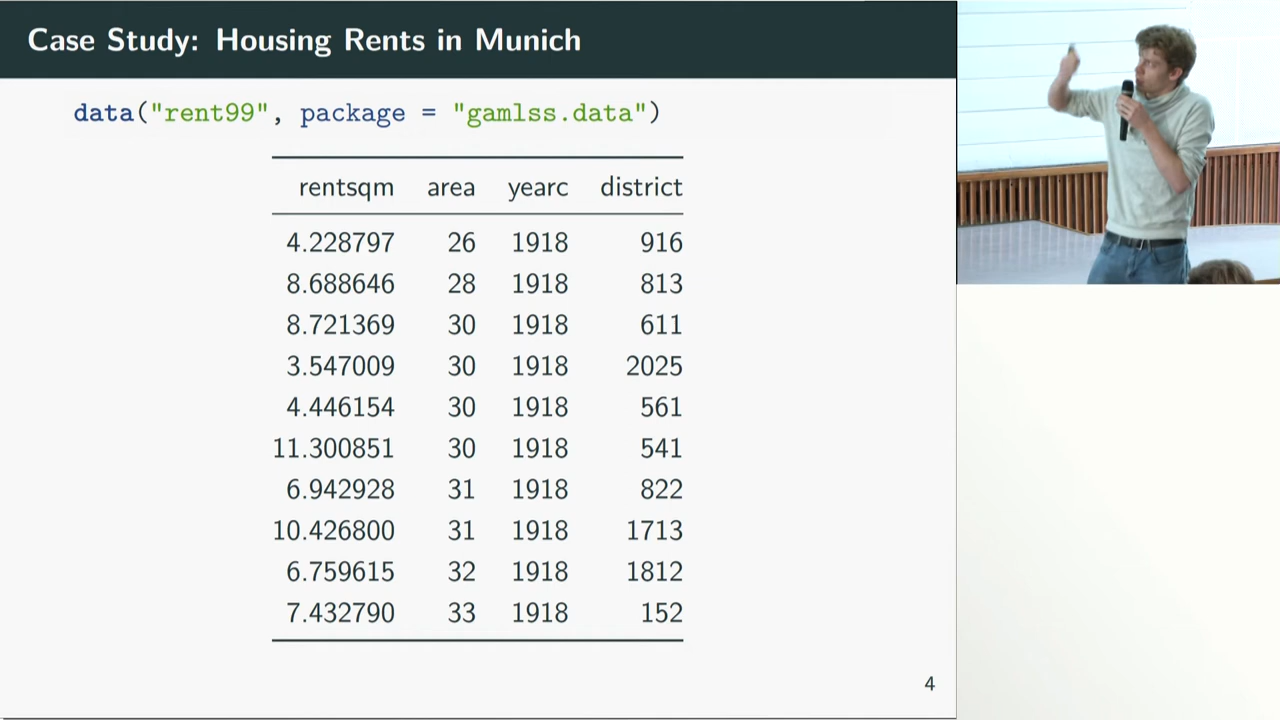 Case Study: Housing Rents in Munich
data("rent99", package = "gamlss.data")
rentsqm area yearc district
4.228797 26 1918 916
8.688646 28 1918 813
8.721369 30 1918 611
3.547009 30 1918 2025
4.446154 30 1918 561
11.300851 30 1918 541
6.942928 31 1918 822
10.426800 31 1918 1713
6.759615 32 1918 1812
7.432790 33 1918 152
4